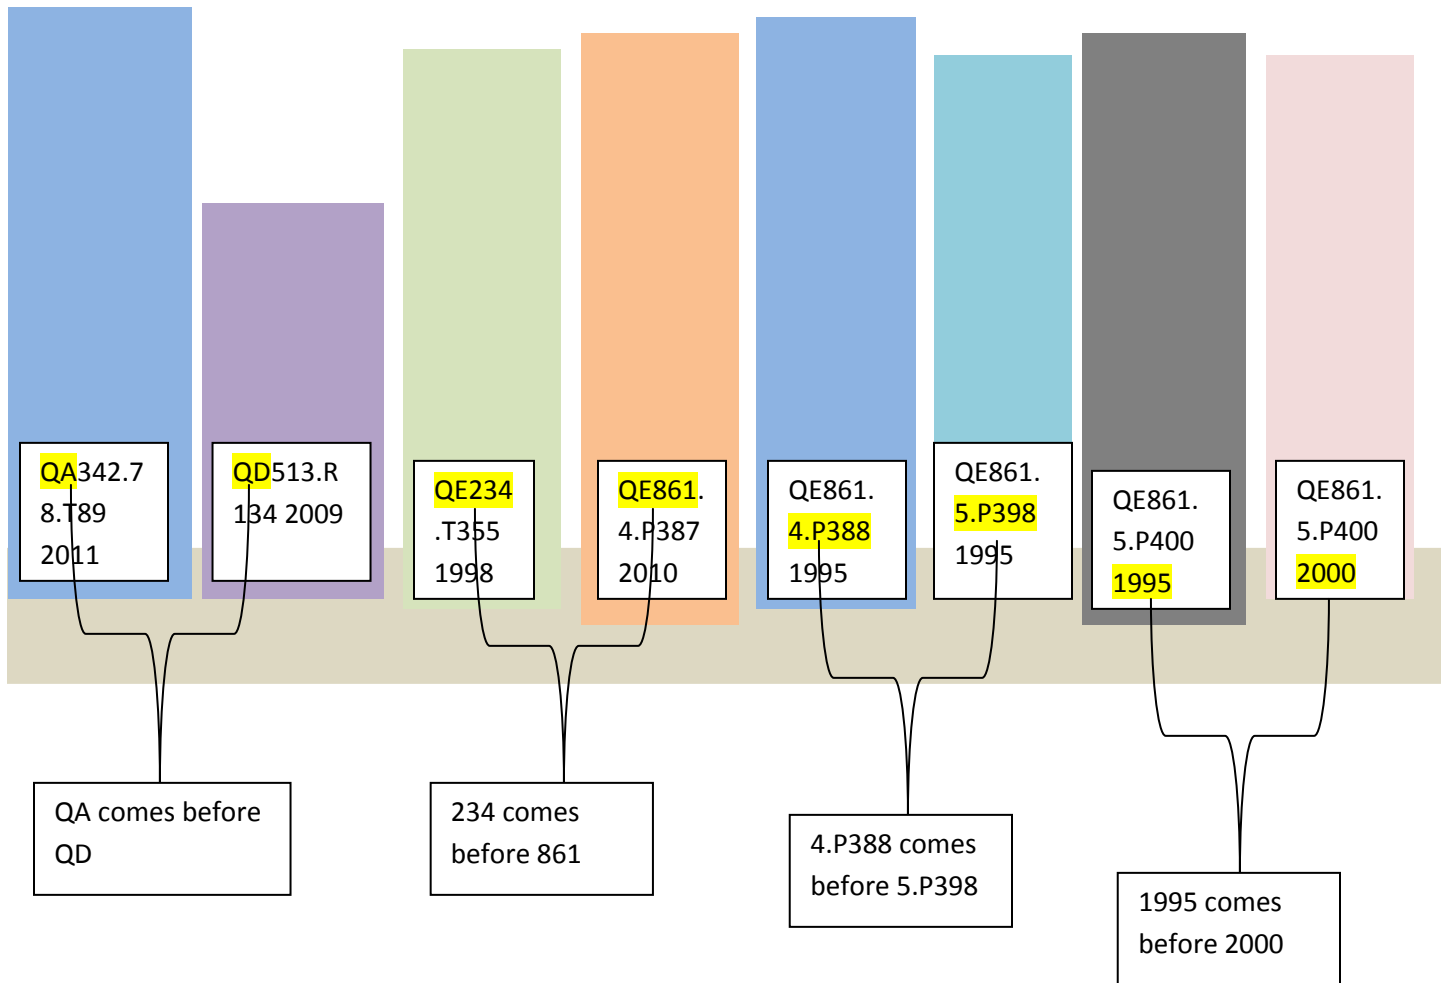 QA342.7
8.T89
2011
QD513.R
134 2009
QE234
.T355
1998
QE861.
4.P387
2010
QE861.
4.P388
1995
QE861.
5.P398
1995
QE861.
5.P400
1995
QE861.
5.P400
2000
QA comes before
QD
234 comes
before 861
4.P388 comes
before 5.P398
1995 comes
before 2000